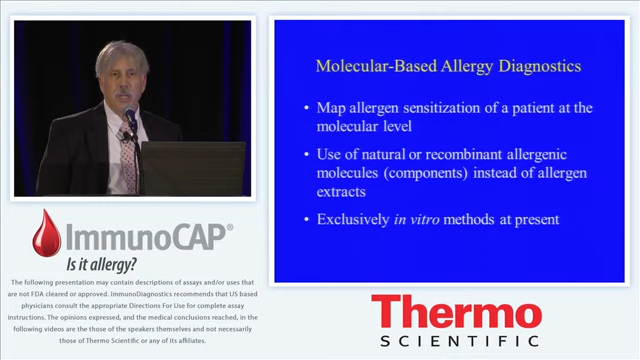 Molecular-Based Allergy Diagnostics
• Map allergen sensitization of a patient at the
molecular level
• Use of natural or recombinant allergenic
molecules (components) instead of allergen
extracts
• Exclusively in vitro methods at present
ImmunoCAP®
Is it allergy?
The following presentation may contain descriptions of assays and/or uses that
are not FDA cleared or approved. ImmunoDiagnostics recommends that US based
physicians consult the appropriate Directions For Use for complete assay
instructions. The opinions expressed, and the medical conclusions reached, in the
following videos are the those of the speakers themselves and not necessarily
those of Thermo Scientific or any of its affiliates.
Thermo
SCIENTIFIC